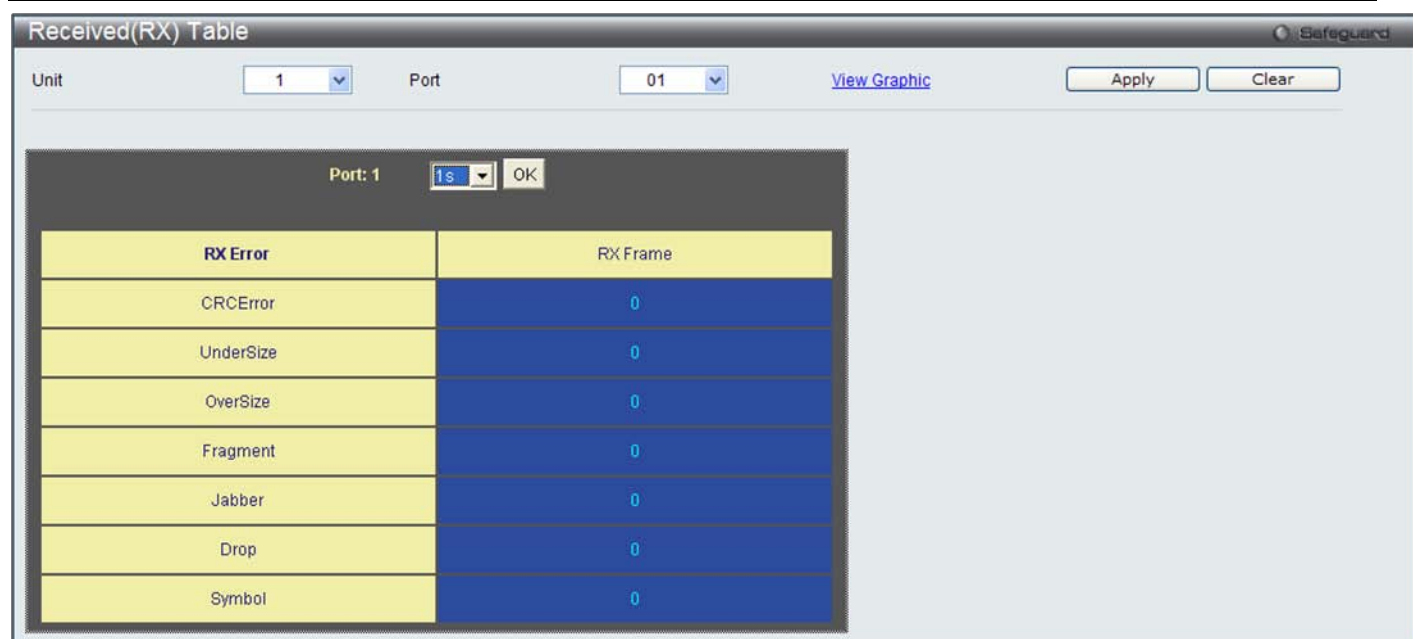 Received(RX) Table Safeguard
Unit 1 Port 01 View Graphic Apply Clear
Port: 1 1s OK
RX Error RX Frame
CRCError 0
UnderSize 0
OverSize 0
Fragment 0
Jabber 0
Drop 0
Symbol 0